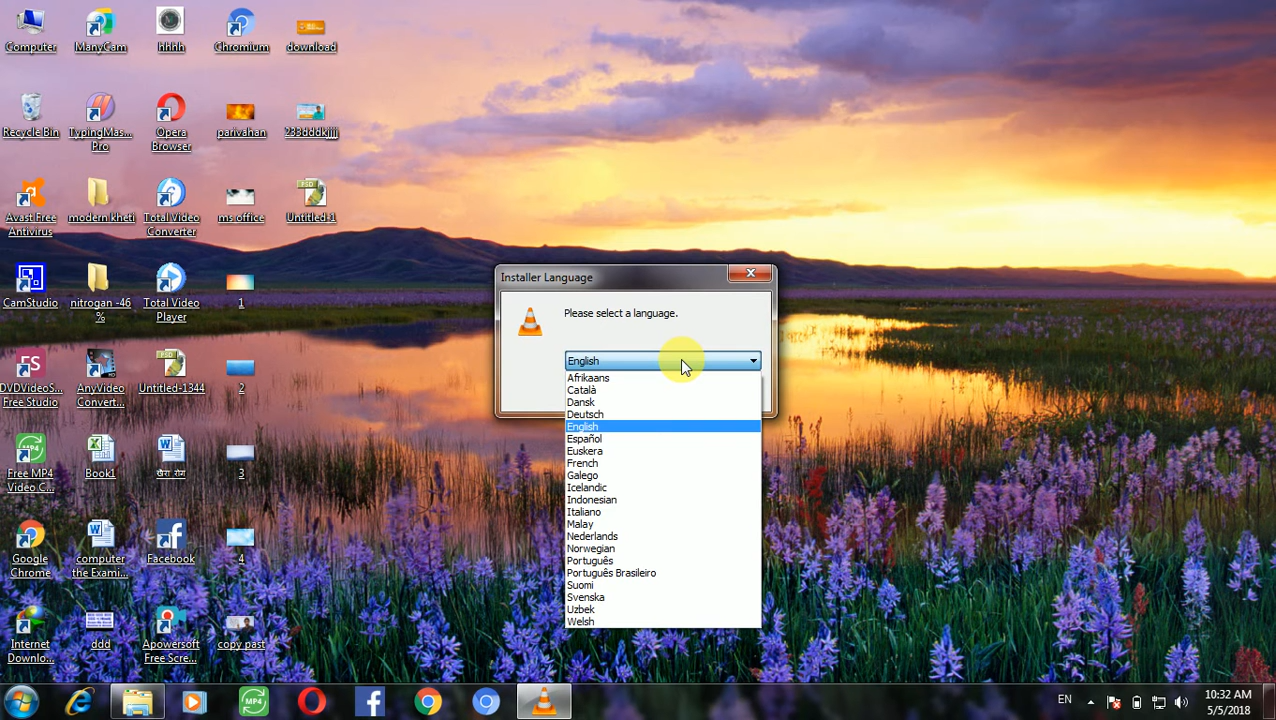 Computer
ManyCam
hhhh
Chromium
download
Recycle Bin
TypingMas...
Pro
Opera
Browser
parivahan
233dddkjjjj
Avast Free
Antivirus
modern kheti
Total Video
Converter
ms office
Untitled-1
CamStudio
nitrogan -46
%
Total Video
Player
1
DVDVideoS...
Free Studio
AnyVideo
Convert...
Untitled-1344
2
Free MP4
Video C...
Book1
खैरा रोग
3
Google
Chrome
computer
the Exami...
Facebook
4
Internet
Downlo...
ddd
Apowersoft
Free Scre...
copy past
Installer Language
Please select a language.
English
Afrikaans
Català
Dansk
Deutsch
English
Español
Euskera
French
Galego
Icelandic
Indonesian
Italiano
Malay
Nederlands
Norwegian
Português
Português Brasileiro
Suomi
Svenska
Uzbek
Welsh
EN
10:32 AM
5/5/2018